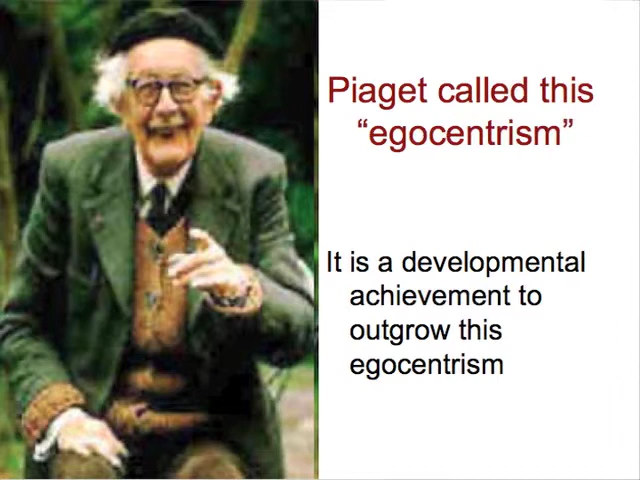 Piaget called this
“egocentrism”
It is a developmental
achievement to
outgrow this
egocentrism